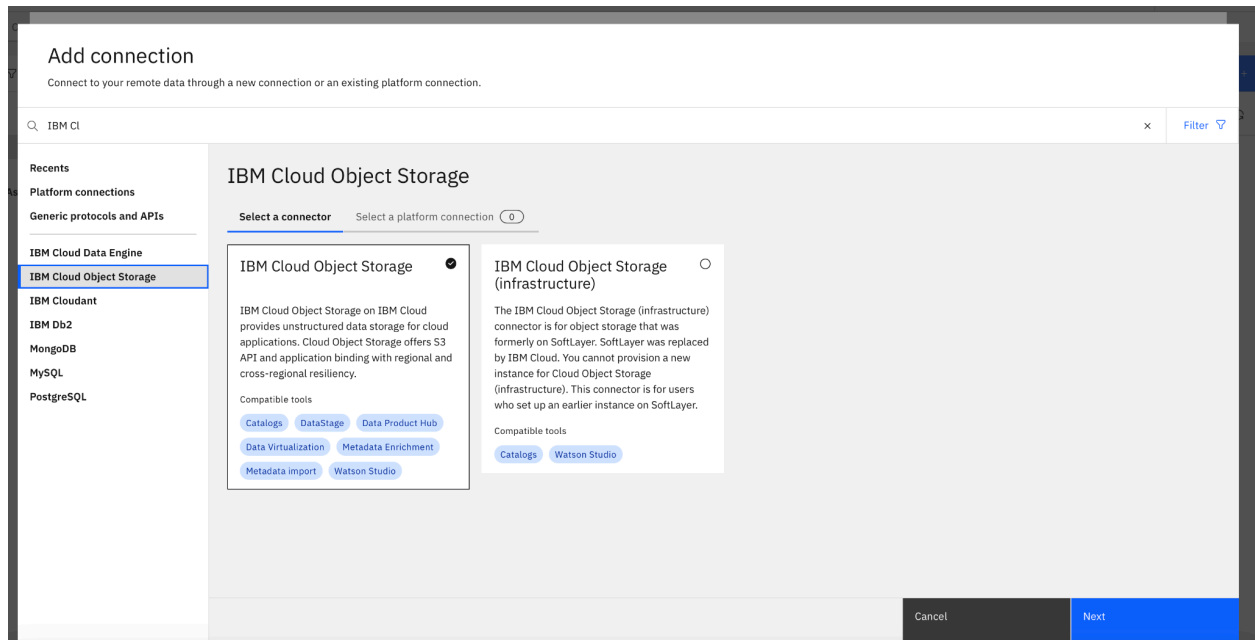 Add connection
Connect to your remote data through a new connection or an existing platform connection.
IBM Cl
Filter
Recents
Platform connections
Generic protocols and APIs
IBM Cloud Data Engine
IBM Cloud Object Storage
IBM Cloudant
IBM Db2
MongoDB
MySQL
PostgreSQL
IBM Cloud Object Storage
Select a connector
Select a platform connection 0
IBM Cloud Object Storage
IBM Cloud Object Storage on IBM Cloud
provides unstructured data storage for cloud
applications. Cloud Object Storage offers S3
API and application binding with regional and
cross-regional resiliency.
Compatible tools
Catalogs DataStage Data Product Hub
Data Virtualization Metadata Enrichment
Metadata import Watson Studio
IBM Cloud Object Storage
(infrastructure)
The IBM Cloud Object Storage (infrastructure)
connector is for object storage that was
formerly on SoftLayer. SoftLayer was replaced
by IBM Cloud. You cannot provision a new
instance for Cloud Object Storage
(infrastructure). This connector is for users
who set up an earlier instance on SoftLayer.
Compatible tools
Catalogs Watson Studio
Cancel
Next